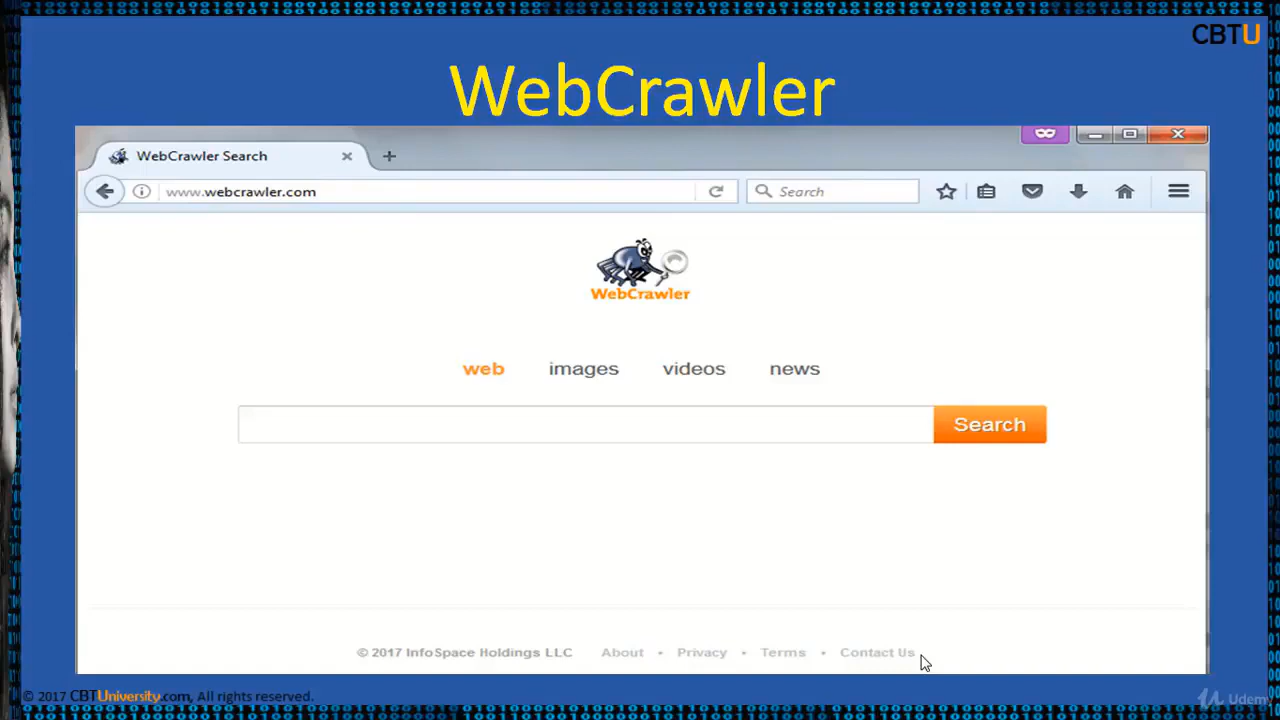 CBTU
WebCrawler
WebCrawler Search
www.webcrawler.com
Search
WebCrawler
web images videos news
Search
© 2017 InfoSpace Holdings LLC About • Privacy • Terms • Contact Us
© 2017 CBTUniversity.com, All rights reserved.
Udemy